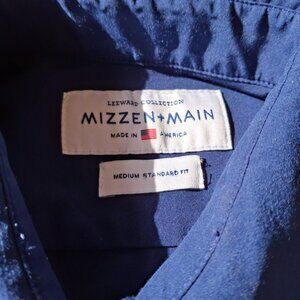 LEEWARD COLLECTION
MIZZEN+MAIN
MADE IN AMERICA
MEDIUM STANDARD FIT